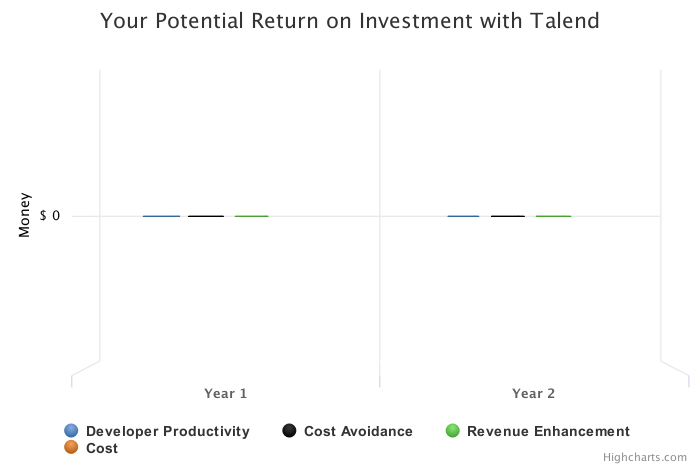 Your Potential Return on Investment with Talend
Money
$ 0
Year 1
Year 2
Developer Productivity
Cost Avoidance
Revenue Enhancement
Cost
Highcharts.com